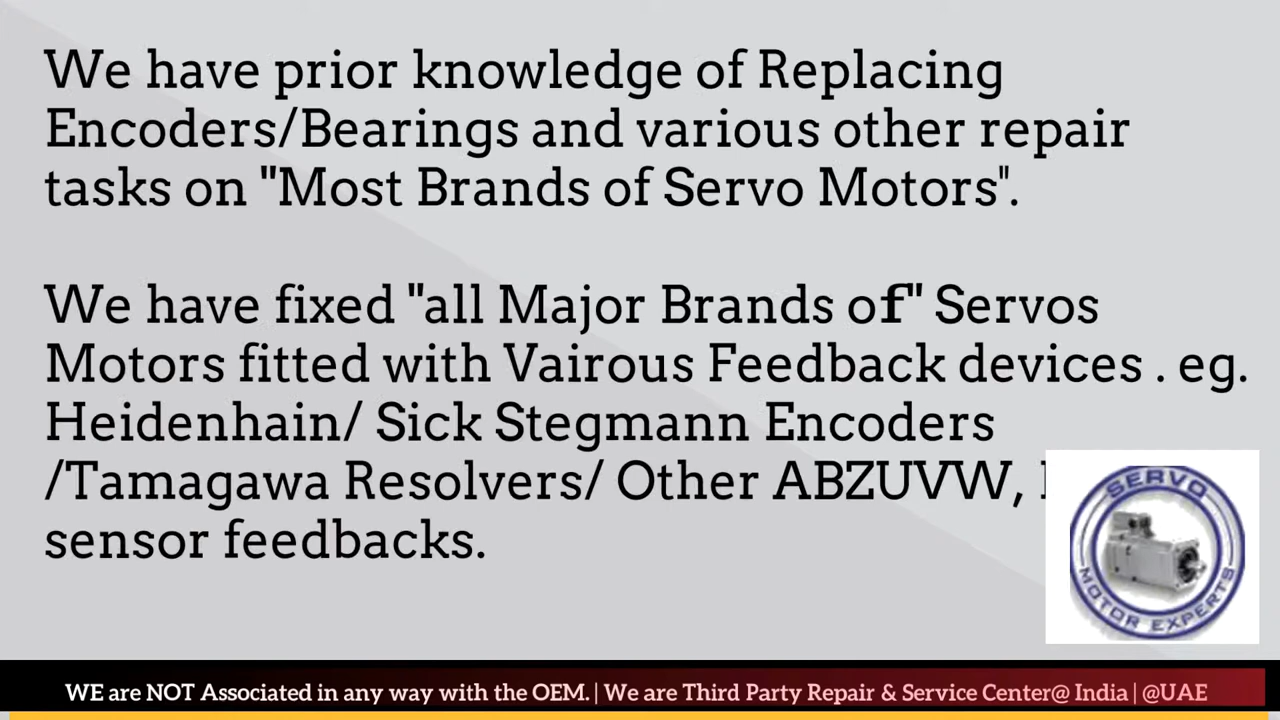 We have prior knowledge of Replacing
Encoders/Bearings and various other repair
tasks on "Most Brands of Servo Motors".
We have fixed "all Major Brands of" Servos
Motors fitted with Vairous Feedback devices . eg.
Heidenhain/ Sick Stegmann Encoders
/Tamagawa Resolvers/ Other ABZUVW,
sensor feedbacks.
SERVO
MOTOR EXPERTS
WE are NOT Associated in any way with the OEM. | We are Third Party Repair & Service Center@ India | @UAE